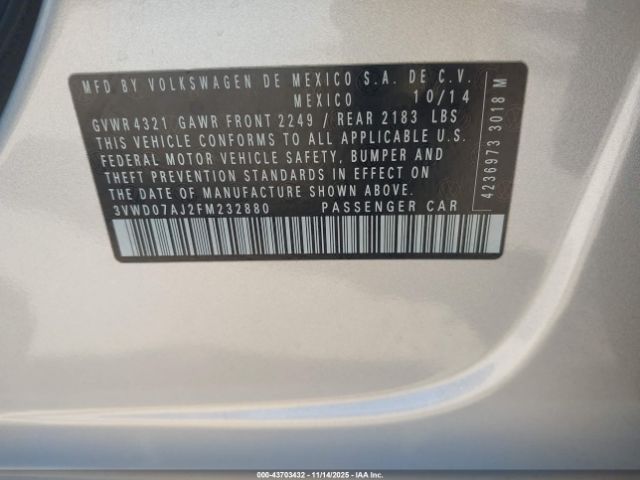 MFD BY VOLKSWAGEN DE MEXICO S.A. DE C.V.
MEXICO 10/14
GVWR 4321 GAWR FRONT 2249 / REAR 2183 LBS
THIS VEHICLE CONFORMS TO ALL APPLICABLE U.S.
FEDERAL MOTOR VEHICLE SAFETY, BUMPER AND
THEFT PREVENTION STANDARDS IN EFFECT ON
THE DATE OF MANUFACTURE SHOWN ABOVE.
3VWD07AJ2FM232880 PASSENGER CAR
4236973 3018 M
000-43703432 - 11/14/2025 - IAA Inc.